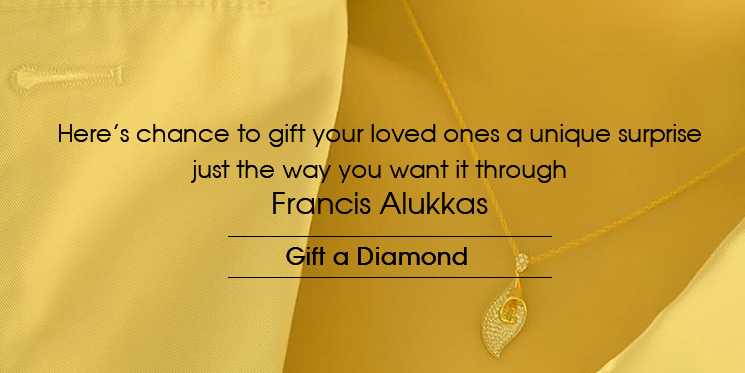 Here's chance to gift your loved ones a unique surprise
just the way you want it through
Francis Alukkas
Gift a Diamond